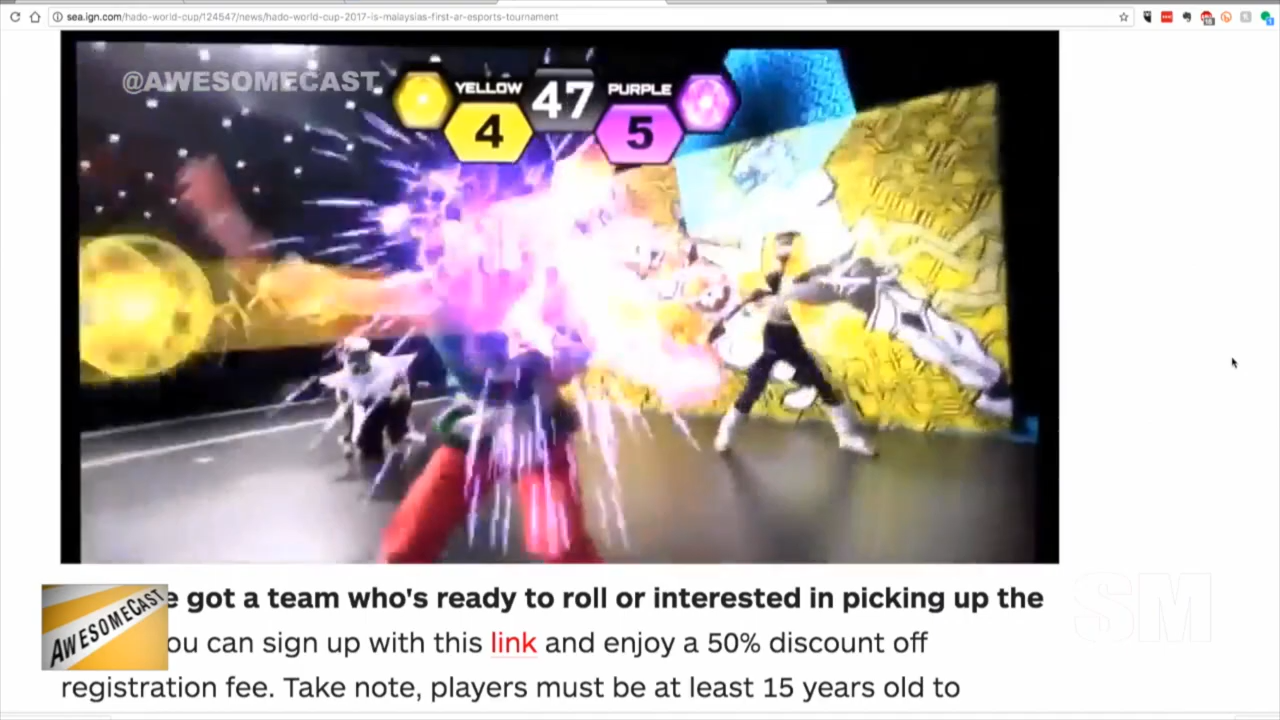 sea.ign.com/hado-world-cup/124547/news/hado-world-cup-2017-is-malaysias-first-ar-esports-tournament
@AWESOMECAST
YELLOW 47 PURPLE
4 5
e got a team who's ready to roll or interested in picking up the
AWESOMECAST
ou can sign up with this link and enjoy a 50% discount off
registration fee. Take note, players must be at least 15 years old to
SM